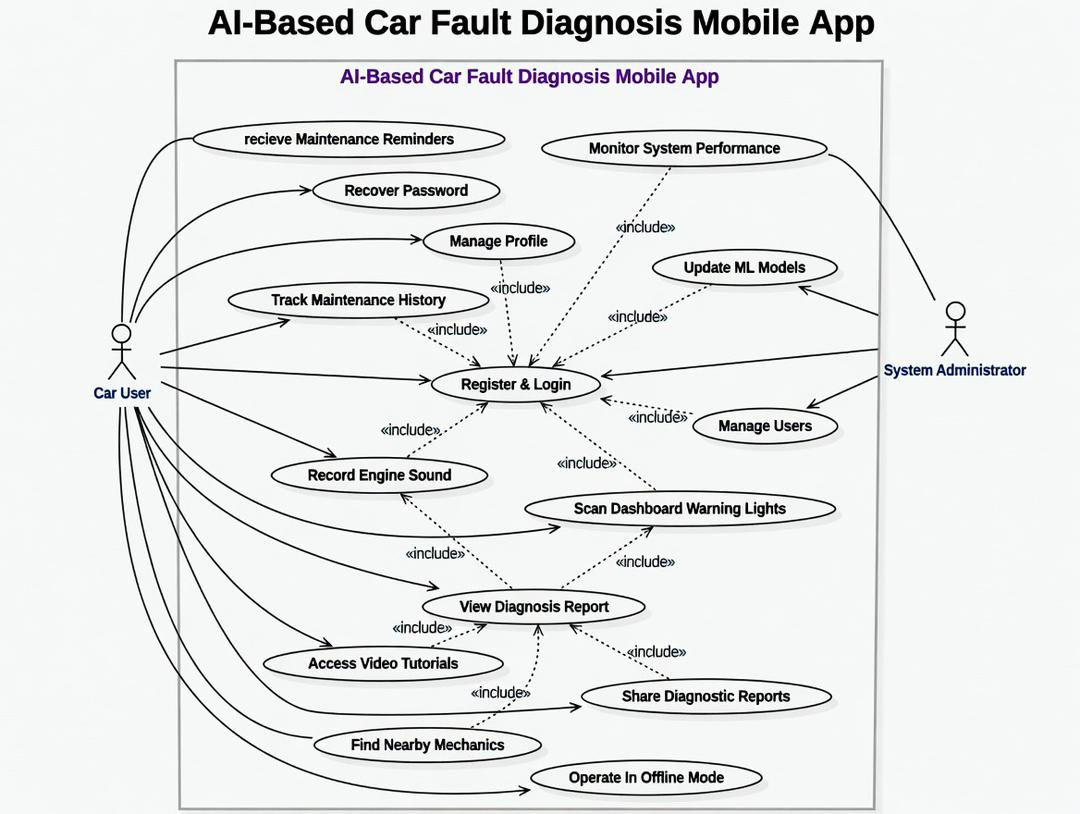 AI-Based Car Fault Diagnosis Mobile App
AI-Based Car Fault Diagnosis Mobile App
recieve Maintenance Reminders
Monitor System Performance
Recover Password
«include»
Manage Profile
Update ML Models
«include»
Track Maintenance History
«include»
«include»
Car User
System Administrator
Register & Login
«include»
Manage Users
«include»
«include»
Record Engine Sound
Scan Dashboard Warning Lights
«include»
«include»
View Diagnosis Report
«include»
«include»
Access Video Tutorials
«include»
Share Diagnostic Reports
Find Nearby Mechanics
Operate In Offline Mode